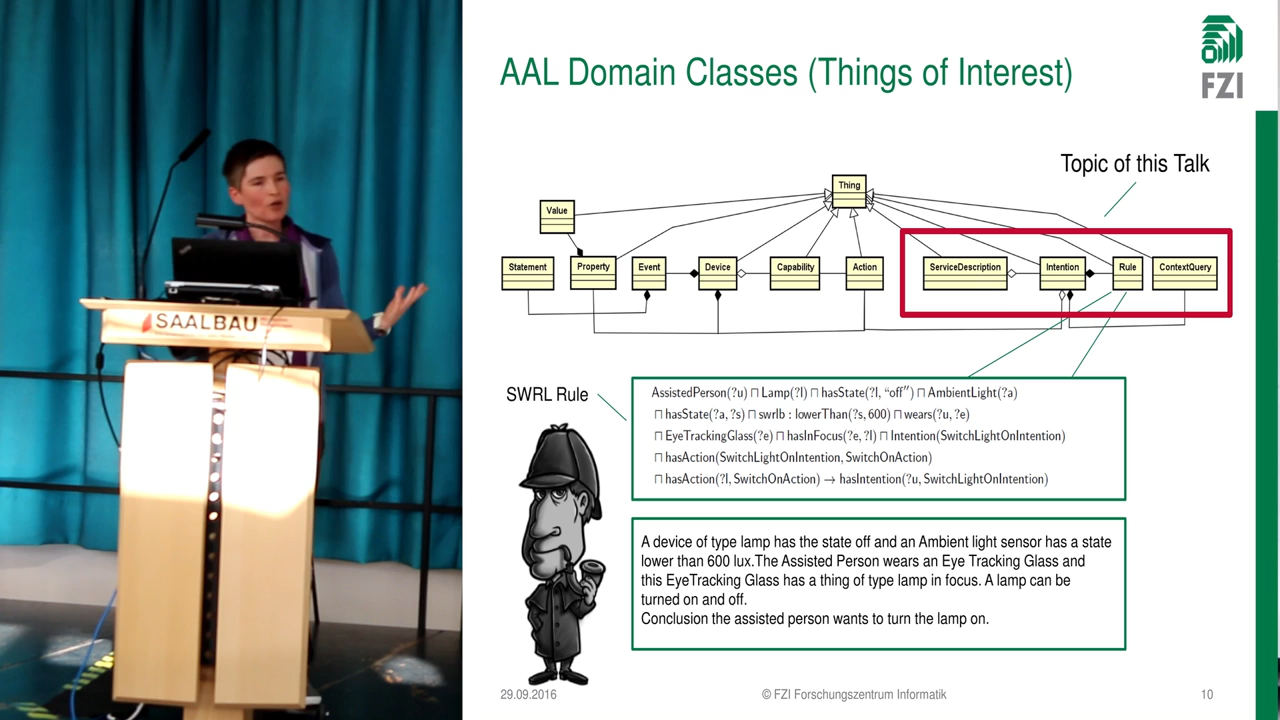 AAL Domain Classes (Things of Interest)
FZI
Topic of this Talk
Thing
Value
Statement
Property
Event
Device
Capability
Action
ServiceDescription
Intention
Rule
ContextQuery
SWRL Rule
AssistedPerson(?u) ⊓ Lamp(?l) ⊓ hasState(?l, “off”) ⊓ AmbientLight(?a)
⊓ hasState(?a, ?s) ⊓ swrlb : lowerThan(?s, 600) ⊓ wears(?u, ?e)
⊓ EyeTrackingGlass(?e) ⊓ hasInFocus(?e, ?l) ⊓ Intention(SwitchLightOnIntention)
⊓ hasAction(SwitchLightOnIntention, SwitchOnAction)
⊓ hasAction(?l, SwitchOnAction) → hasIntention(?u, SwitchLightOnIntention)
A device of type lamp has the state off and an Ambient light sensor has a state
lower than 600 lux.The Assisted Person wears an Eye Tracking Glass and
this EyeTracking Glass has a thing of type lamp in focus. A lamp can be
turned on and off.
Conclusion the assisted person wants to turn the lamp on.
29.09.2016
© FZI Forschungszentrum Informatik
10
SAALBAU